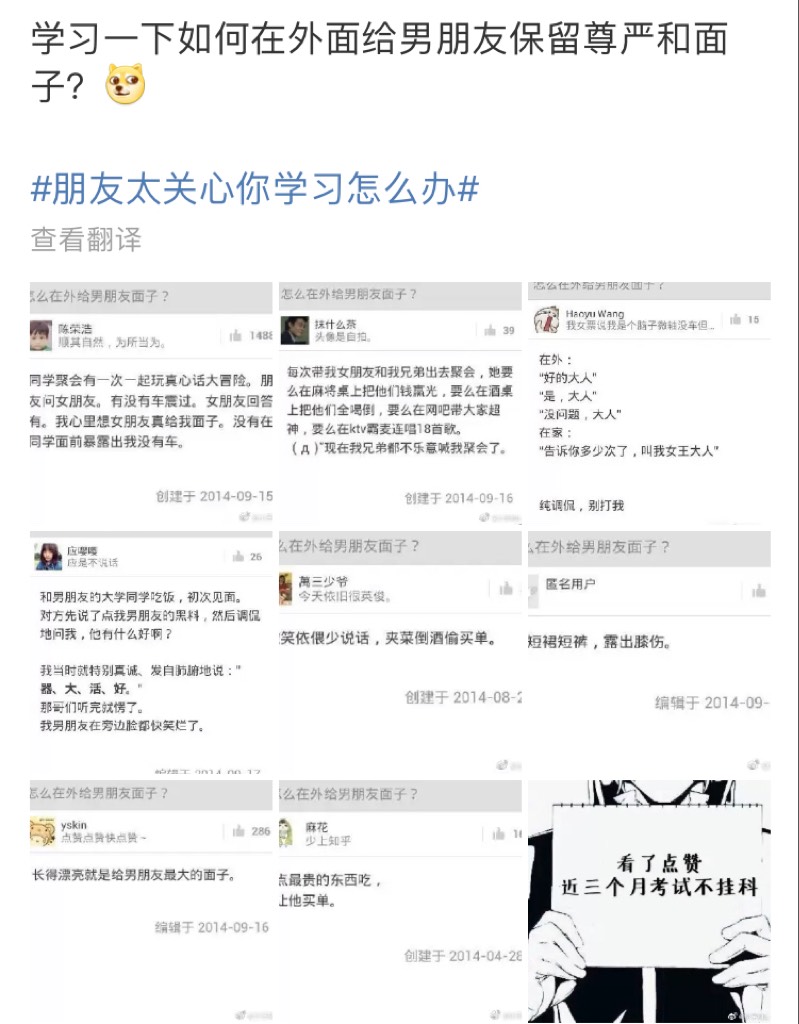 学习一下如何在外面给男朋友保留尊严和面
子？
#朋友太关心你学习怎么办#
查看翻译
怎么在外给男朋友面子？
陈荣浩
顺其自然，为所当为。
1488
同学聚会有一次一起玩真心话大冒险。朋
友问女朋友。有没有车震过。女朋友回答
有。我心里想女朋友真给我面子。没有在
同学面前暴露出我没有车。
创建于 2014-09-15
怎么在外给男朋友面子？
抹什么茶
头像是自拍。
39
每次带我女朋友和我兄弟出去聚会，她要
么在麻将桌上把他们钱赢光，要么在酒桌
上把他们全喝倒，要么在网吧带大家超
神，要么在ktv霸麦连唱18首歌。
(д)"现在我兄弟都不乐意喊我聚会了。
创建于 2014-09-16
怎么在外给男朋友面子？
Haoyu Wang
我女票说我是个脑子微鞋没车但...
15
在外：
“好的大人”
“是，大人”
“没问题，大人”
在家：
“告诉你多少次了，叫我女王大人”
纯调侃，别打我
应嘤嘤
应是不说话
26
和男朋友的大学同学吃饭，初次见面。
对方先说了点我男朋友的黑料，然后调侃
地问我，他有什么好啊？
我当时就特别真诚、发自肺腑地说："
器、大、活、好。"
那哥们听完就愣了。
我男朋友在旁边脸都快笑烂了。
编辑于 2014-09-17
么在外给男朋友面子？
萬三少爷
今天依旧很英俊。
笑依偎少说话，夹菜倒酒偷买单。
创建于 2014-08-2
在外给男朋友面子？
匿名用户
短裙短裤，露出膝伤。
编辑于 2014-09-
怎么在外给男朋友面子？
yskin
点赞点赞快点赞~
286
长得漂亮就是给男朋友最大的面子。
编辑于 2014-09-16
么在外给男朋友面子？
麻花
少上知乎
16
点最贵的东西吃，
让他买单。
创建于 2014-04-28
看了点赞
近三个月考试不挂科